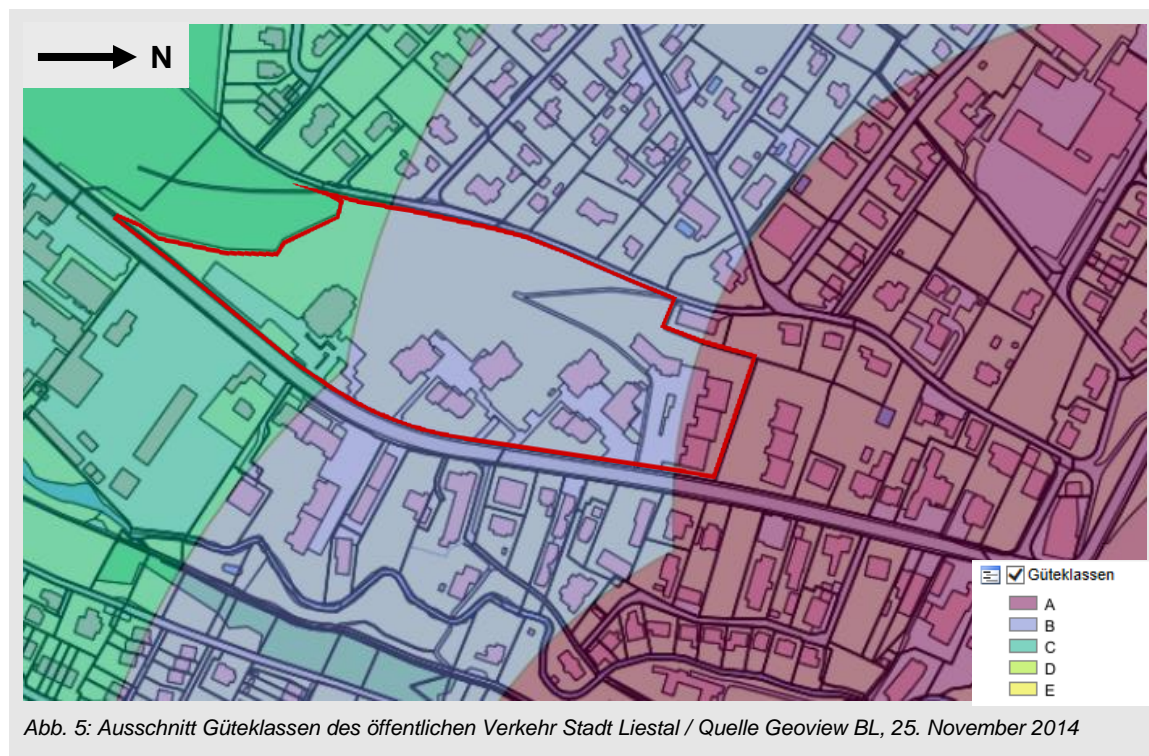 N
Güteklassen
A
B
C
D
E
Abb. 5: Ausschnitt Güteklassen des öffentlichen Verkehr Stadt Liestal / Quelle Geoview BL, 25. November 2014